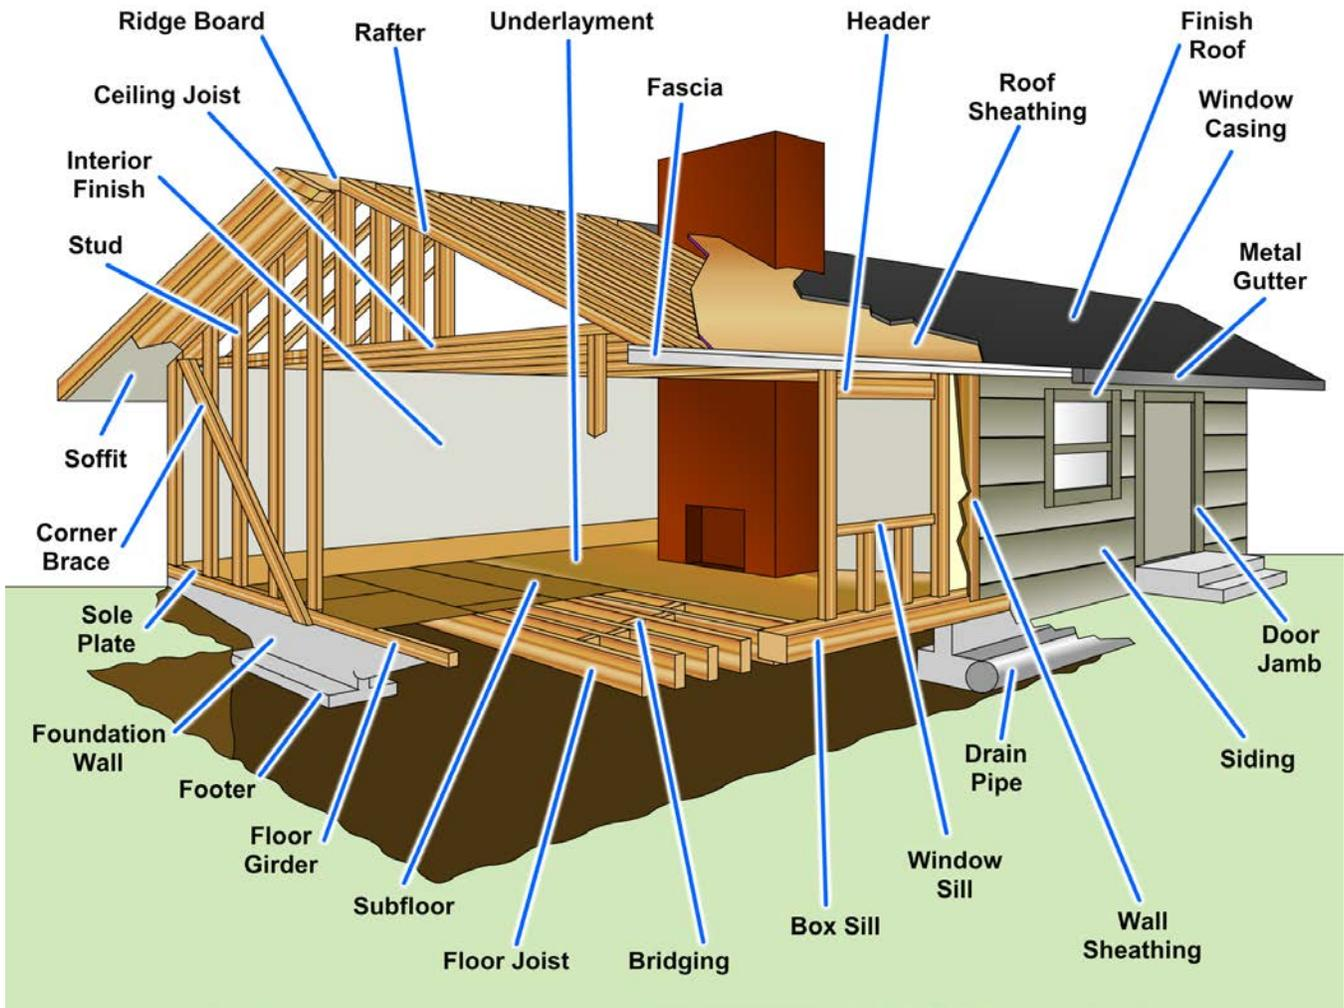 Ridge Board
Rafter
Underlayment
Header
Finish
Roof
Ceiling Joist
Fascia
Roof
Sheathing
Window
Casing
Interior
Finish
Stud
Metal
Gutter
Soffit
Corner
Brace
Sole
Plate
Door
Jamb
Foundation
Wall
Footer
Drain
Pipe
Siding
Floor
Girder
Window
Sill
Subfloor
Box Sill
Wall
Sheathing
Floor Joist
Bridging